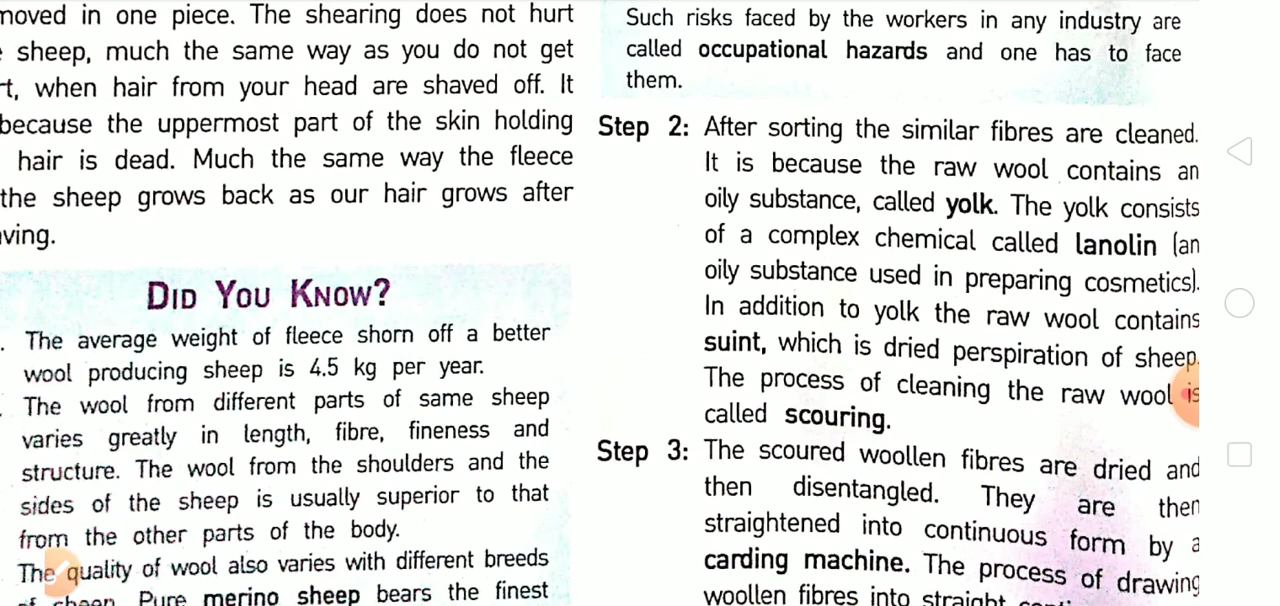 moved in one piece. The shearing does not hurt
sheep, much the same way as you do not get
when hair from your head are shaved off. It
because the uppermost part of the skin holding
hair is dead. Much the same way the fleece
the sheep grows back as our hair grows after
ving.
DID YOU KNOW?
. The average weight of fleece shorn off a better
wool producing sheep is 4.5 kg per year.
The wool from different parts of same sheep
varies greatly in length, fibre, fineness and
structure. The wool from the shoulders and the
sides of the sheep is usually superior to that
from the other parts of the body.
The quality of wool also varies with different breeds
of sheep. Pure merino sheep bears the finest
Such risks faced by the workers in any industry are
called occupational hazards and one has to face
them.
Step 2: After sorting the similar fibres are cleaned.
It is because the raw wool contains an
oily substance, called yolk. The yolk consists
of a complex chemical called lanolin (an
oily substance used in preparing cosmetics).
In addition to yolk the raw wool contains
suint, which is dried perspiration of sheep.
The process of cleaning the raw wool is
called scouring.
Step 3: The scoured woollen fibres are dried and
then disentangled. They are then
straightened into continuous form by a
carding machine. The process of drawing
woollen fibres into straight